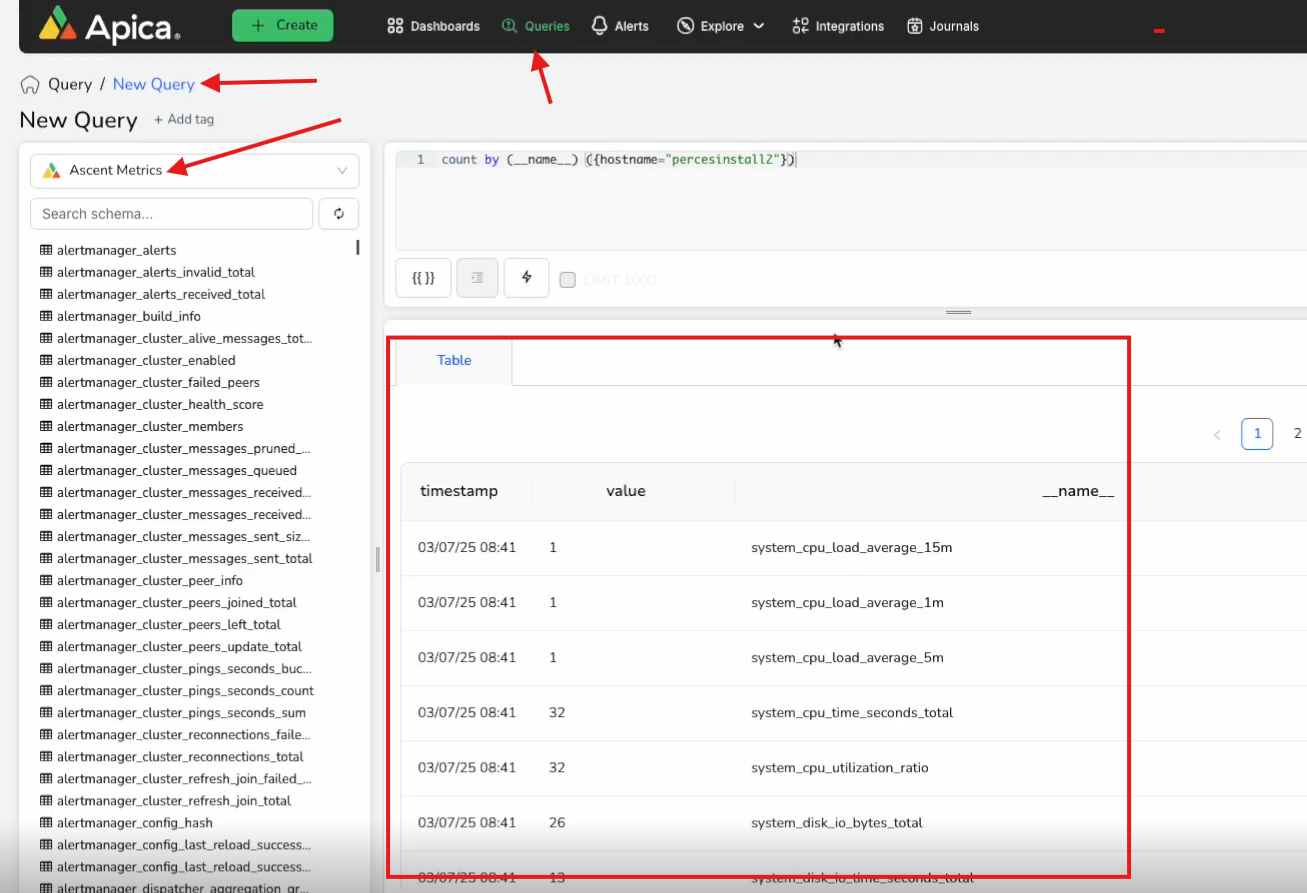 Apica®
+ Create
Dashboards
Queries
Alerts
Explore
Integrations
Journals
Query / New Query
New Query + Add tag
Ascent Metrics
Search schema...
alertmanager_alerts
alertmanager_alerts_invalid_total
alertmanager_alerts_received_total
alertmanager_build_info
alertmanager_cluster_alive_messages_tot...
alertmanager_cluster_enabled
alertmanager_cluster_failed_peers
alertmanager_cluster_health_score
alertmanager_cluster_members
alertmanager_cluster_messages_pruned_...
alertmanager_cluster_messages_queued
alertmanager_cluster_messages_received...
alertmanager_cluster_messages_received...
alertmanager_cluster_messages_sent_siz...
alertmanager_cluster_messages_sent_total
alertmanager_cluster_peer_info
alertmanager_cluster_peers_joined_total
alertmanager_cluster_peers_left_total
alertmanager_cluster_peers_update_total
alertmanager_cluster_pings_seconds_buc...
alertmanager_cluster_pings_seconds_count
alertmanager_cluster_pings_seconds_sum
alertmanager_cluster_reconnections_faile...
alertmanager_cluster_reconnections_total
alertmanager_cluster_refresh_join_failed_...
alertmanager_cluster_refresh_join_total
alertmanager_config_hash
alertmanager_config_last_reload_success...
alertmanager_config_last_reload_success...
alertmanager_dispatcher_aggregation_gr...
1 count by (__name__) ({hostname="percesinstall2"})
{{ }}
LIMIT 1000
Table
< 1 2
timestamp value __name__
03/07/25 08:41 1 system_cpu_load_average_15m
03/07/25 08:41 1 system_cpu_load_average_1m
03/07/25 08:41 1 system_cpu_load_average_5m
03/07/25 08:41 32 system_cpu_time_seconds_total
03/07/25 08:41 32 system_cpu_utilization_ratio
03/07/25 08:41 26 system_disk_io_bytes_total
03/07/25 08:41 13 system_disk_io_time_seconds_total